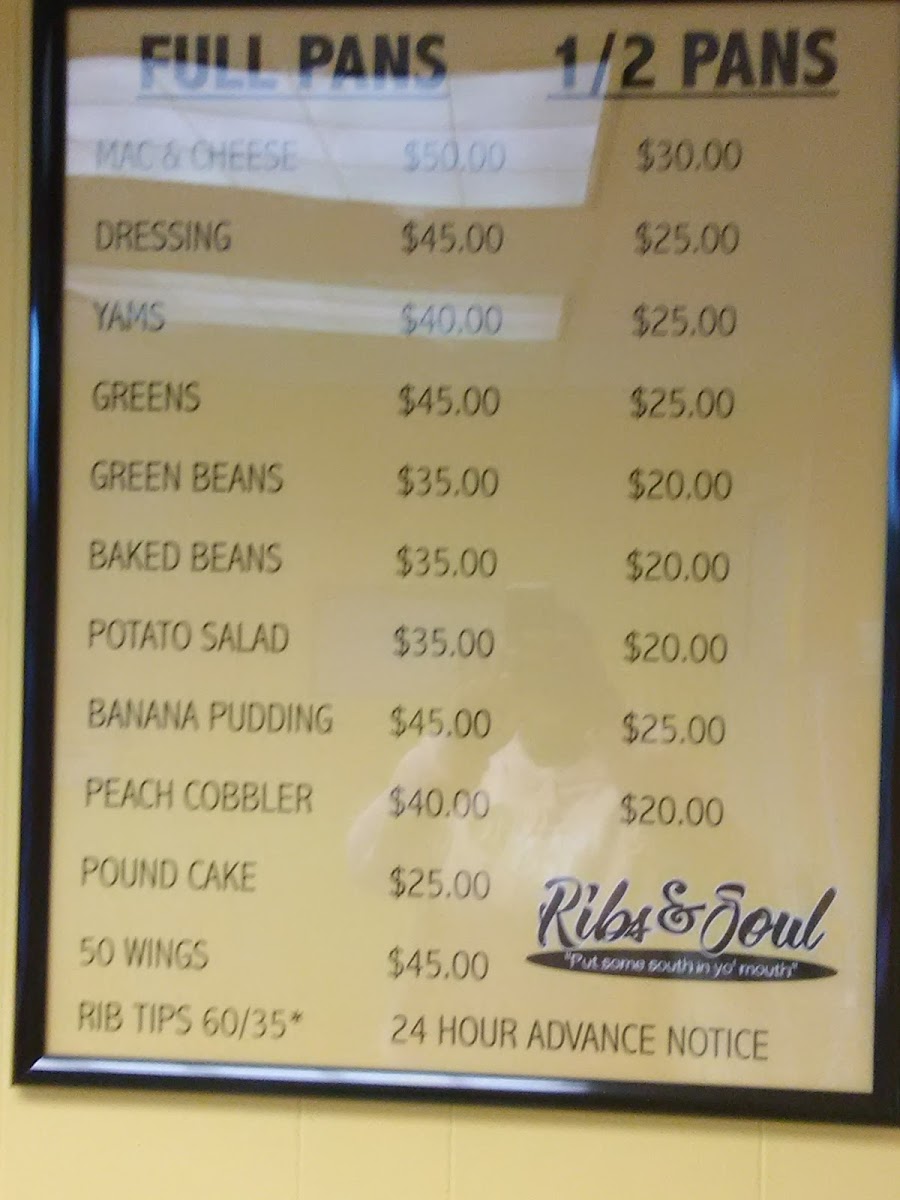 FULL PANS 1/2 PANS
MAC & CHEESE $50.00 $30.00
DRESSING $45.00 $25.00
YAMS $40.00 $25.00
GREENS $45.00 $25.00
GREEN BEANS $35.00 $20.00
BAKED BEANS $35.00 $20.00
POTATO SALAD $35.00 $20.00
BANANA PUDDING $45.00 $25.00
PEACH COBBLER $40.00 $20.00
POUND CAKE $25.00
50 WINGS $45.00
Ribs & Soul
"Put some south in yo' mouth"
RIB TIPS 60/35* 24 HOUR ADVANCE NOTICE